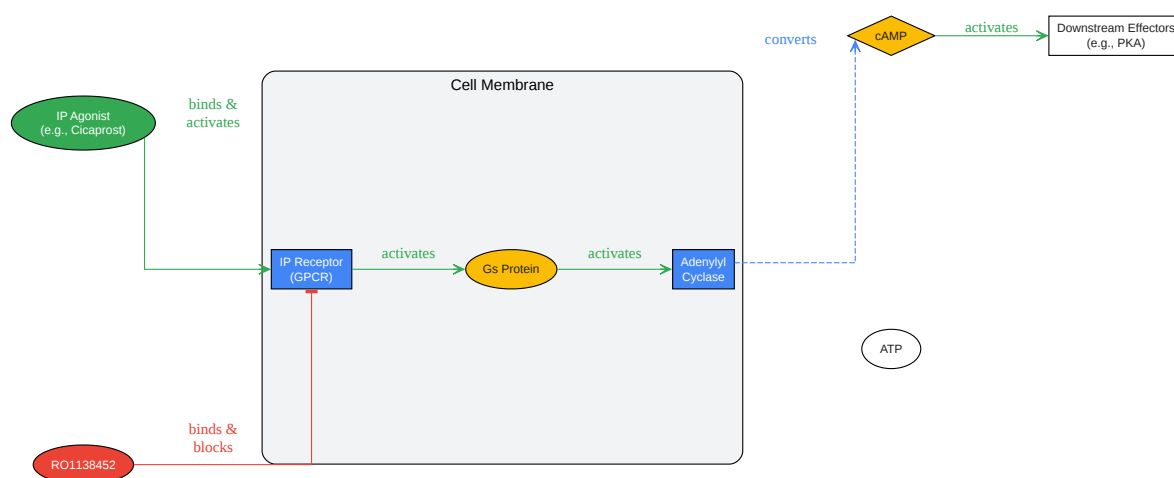 converts
cAMP
activates
Downstream Effectors
(e.g., PKA)
Cell Membrane
IP Agonist
(e.g., Cicaprost)
binds &
activates
IP Receptor
(GPCR)
activates
Gs Protein
activates
Adenylyl
Cyclase
ATP
binds &
blocks
RO1138452